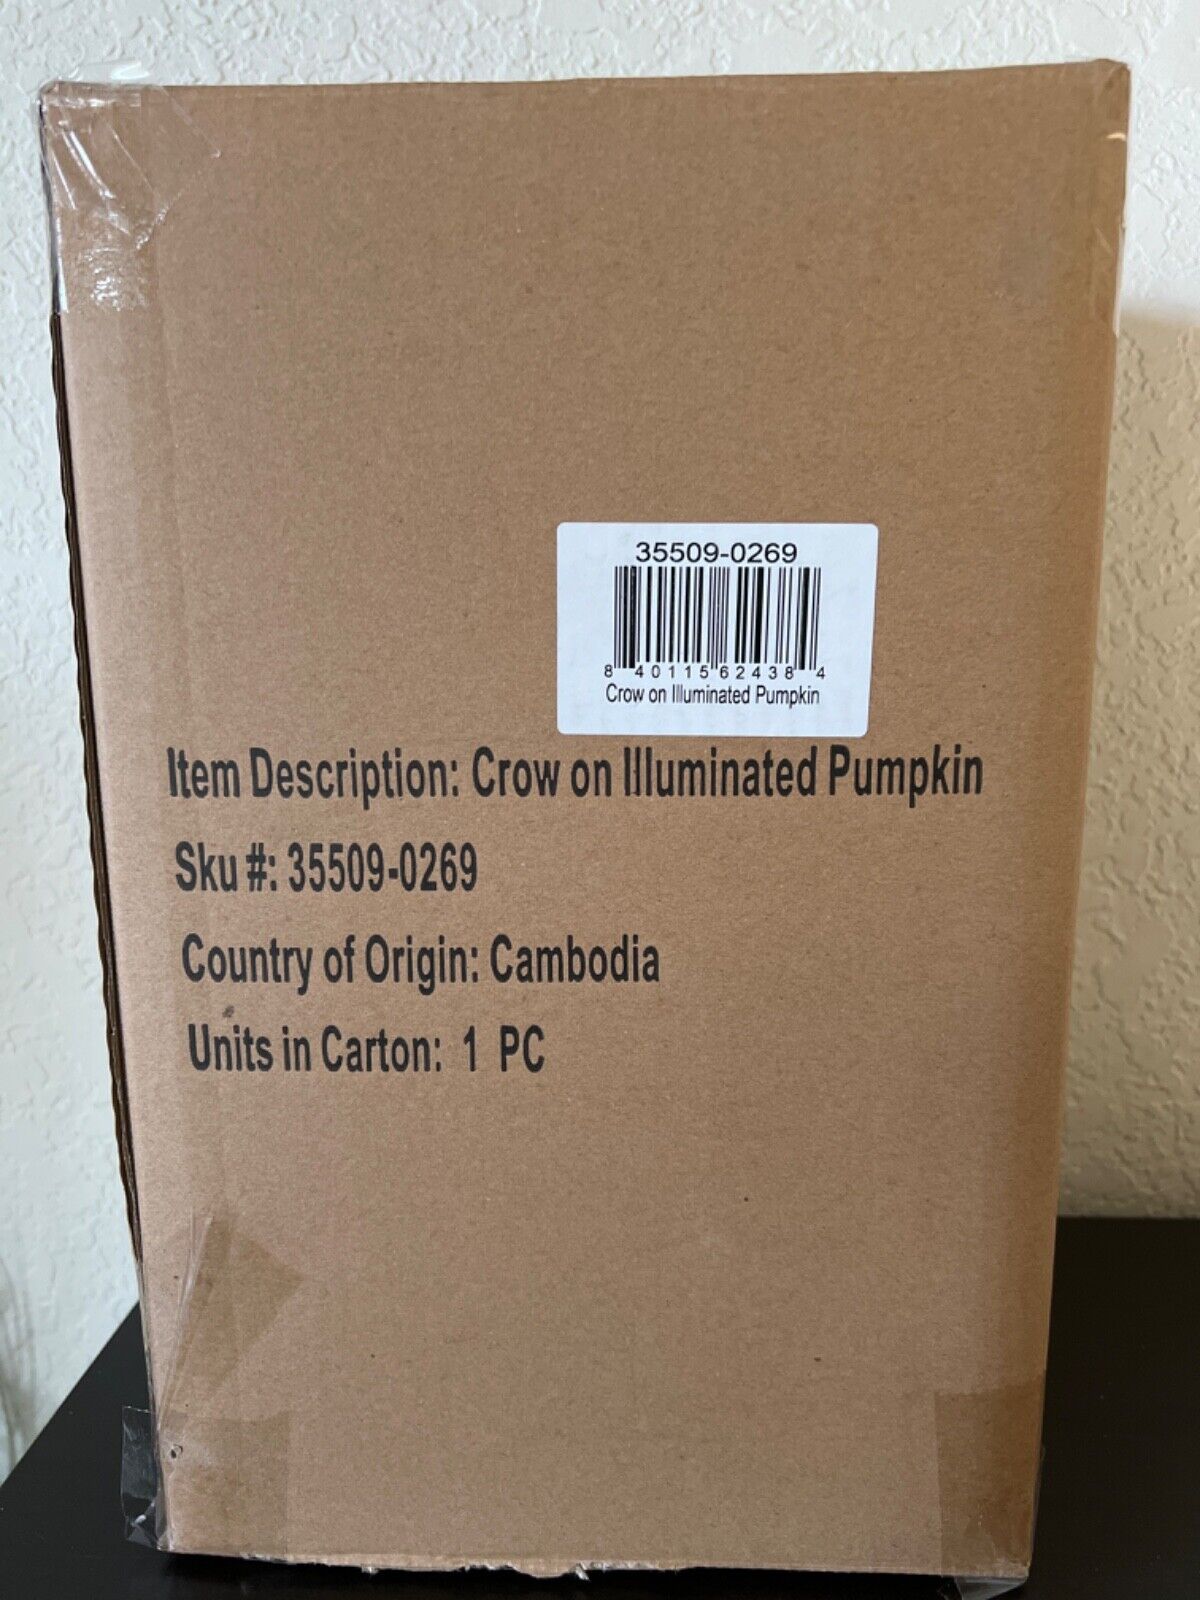 35509-0269
8 40115 62438 4
Crow on Illuminated Pumpkin
Item Description: Crow on Illuminated Pumpkin
Sku #: 35509-0269
Country of Origin: Cambodia
Units in Carton: 1 PC